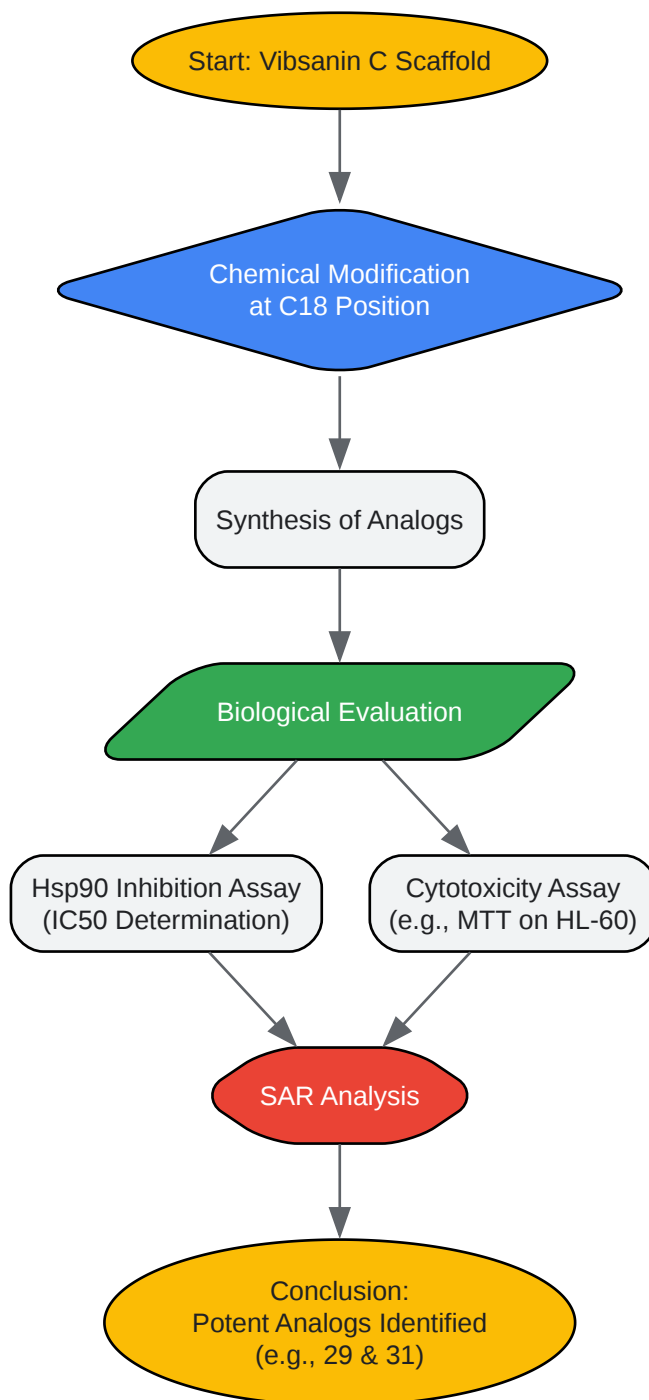 Start: Vibsanin C Scaffold
Chemical Modification
at C18 Position
Synthesis of Analogs
Biological Evaluation
Hsp90 Inhibition Assay
(IC50 Determination)
Cytotoxicity Assay
(e.g., MTT on HL-60)
SAR Analysis
Conclusion:
Potent Analogs Identified
(e.g., 29 & 31)